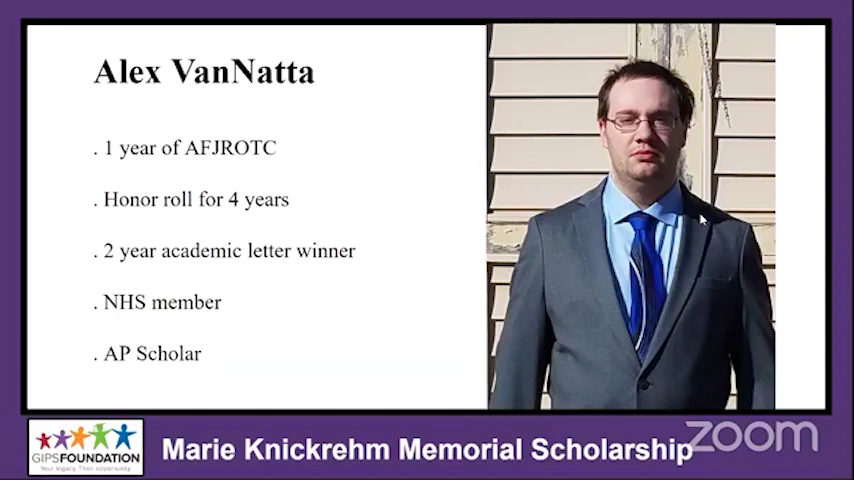 Alex VanNatta
. 1 year of AFJROTC
. Honor roll for 4 years
. 2 year academic letter winner
. NHS member
. AP Scholar
GIPSFOUNDATION
Your legacy. Their opportunity.
Marie Knickrehm Memorial Scholarship
zoom